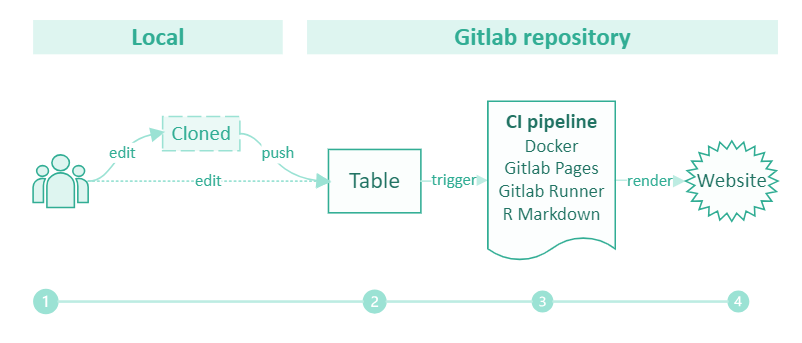 Local
Gitlab repository
edit
Cloned
push
edit
Table
trigger
CI pipeline
Docker
Gitlab Pages
Gitlab Runner
R Markdown
render
Website
1
2
3
4